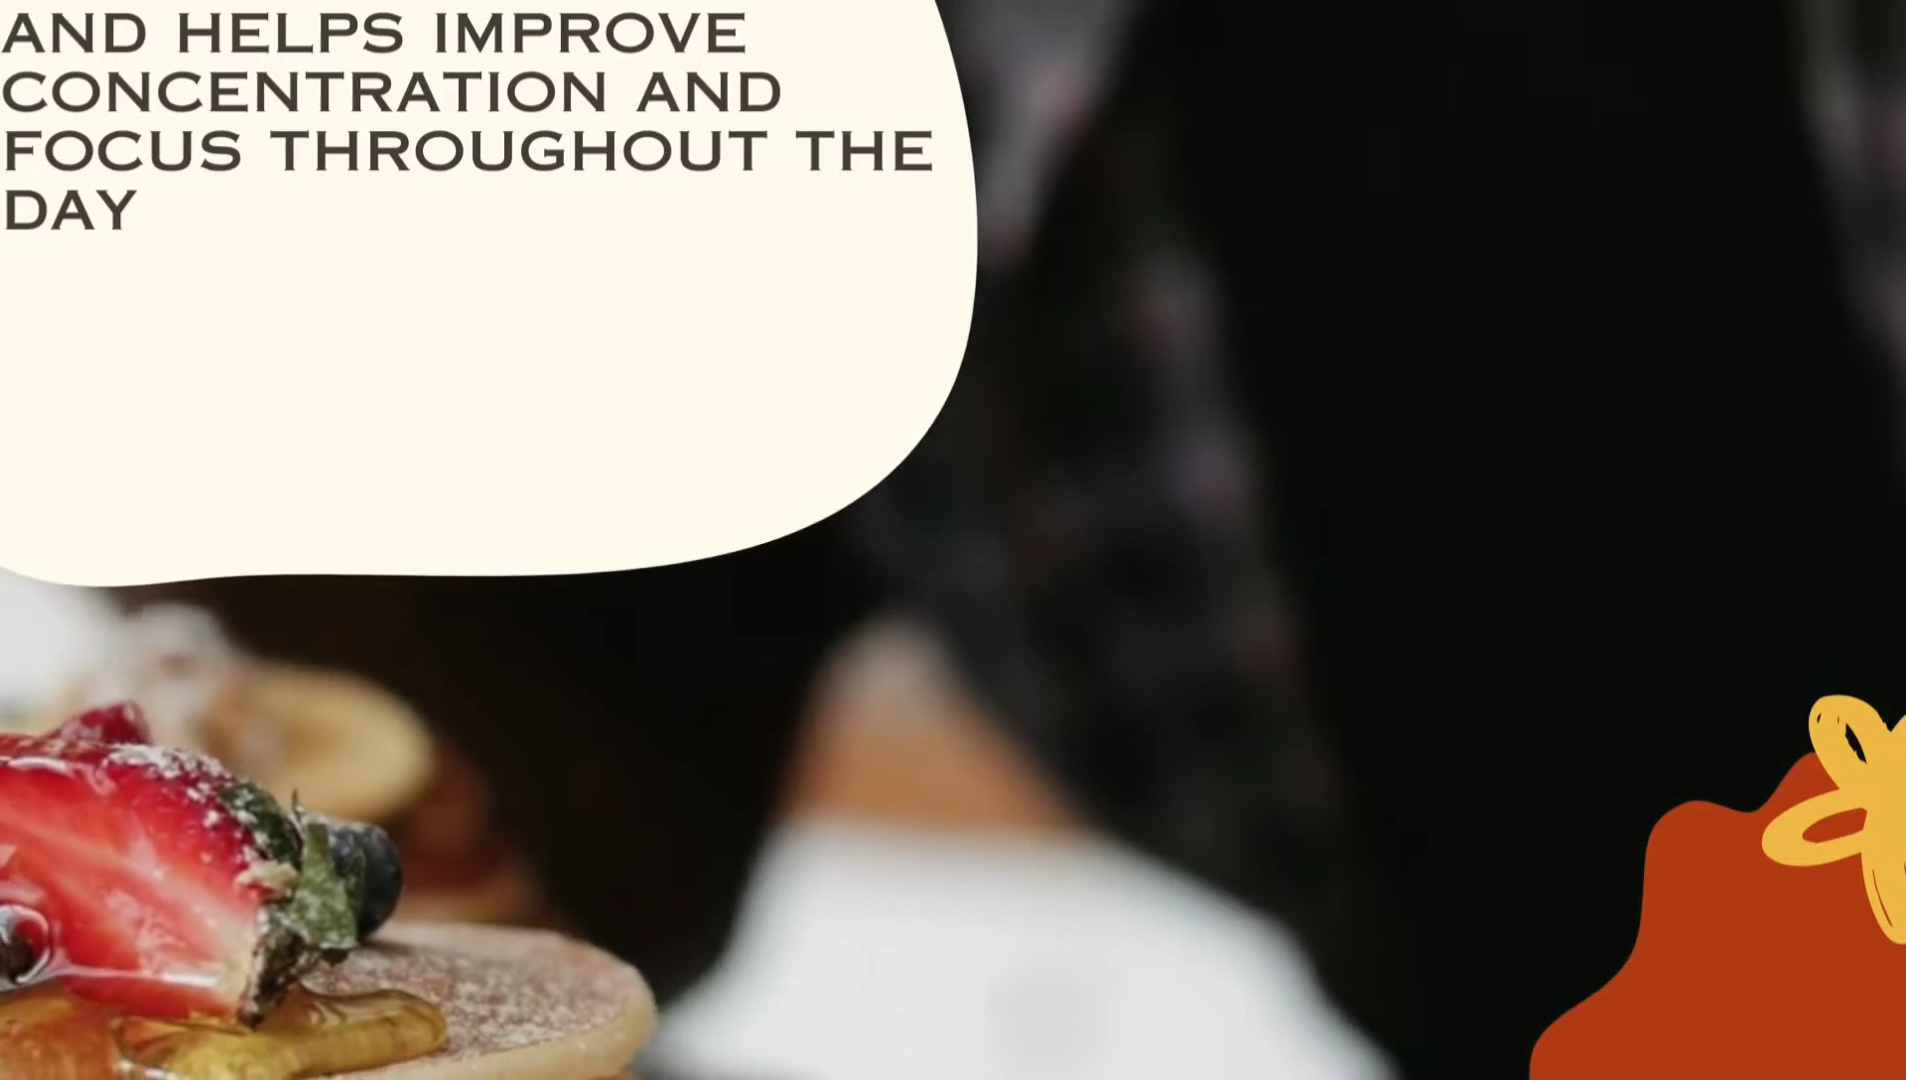 AND HELPS IMPROVE
CONCENTRATION AND
FOCUS THROUGHOUT THE
DAY